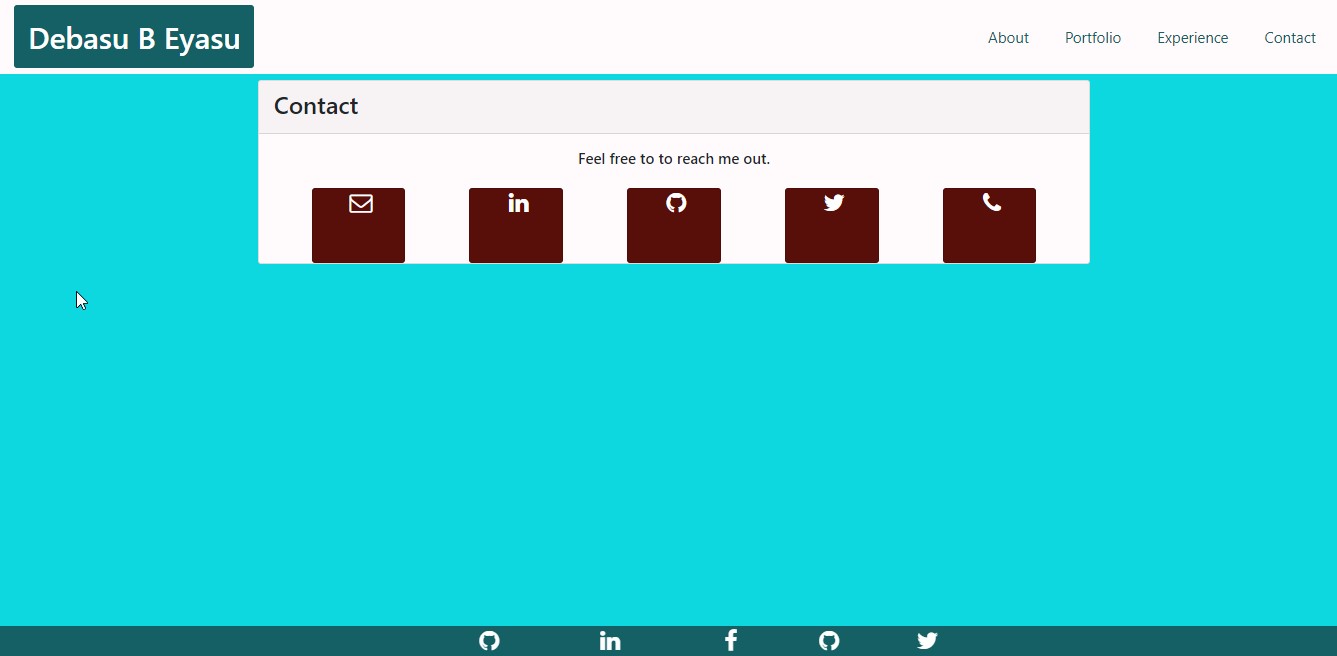 Debasu B Eyasu
About Portfolio Experience Contact
Contact
Feel free to to reach me out.